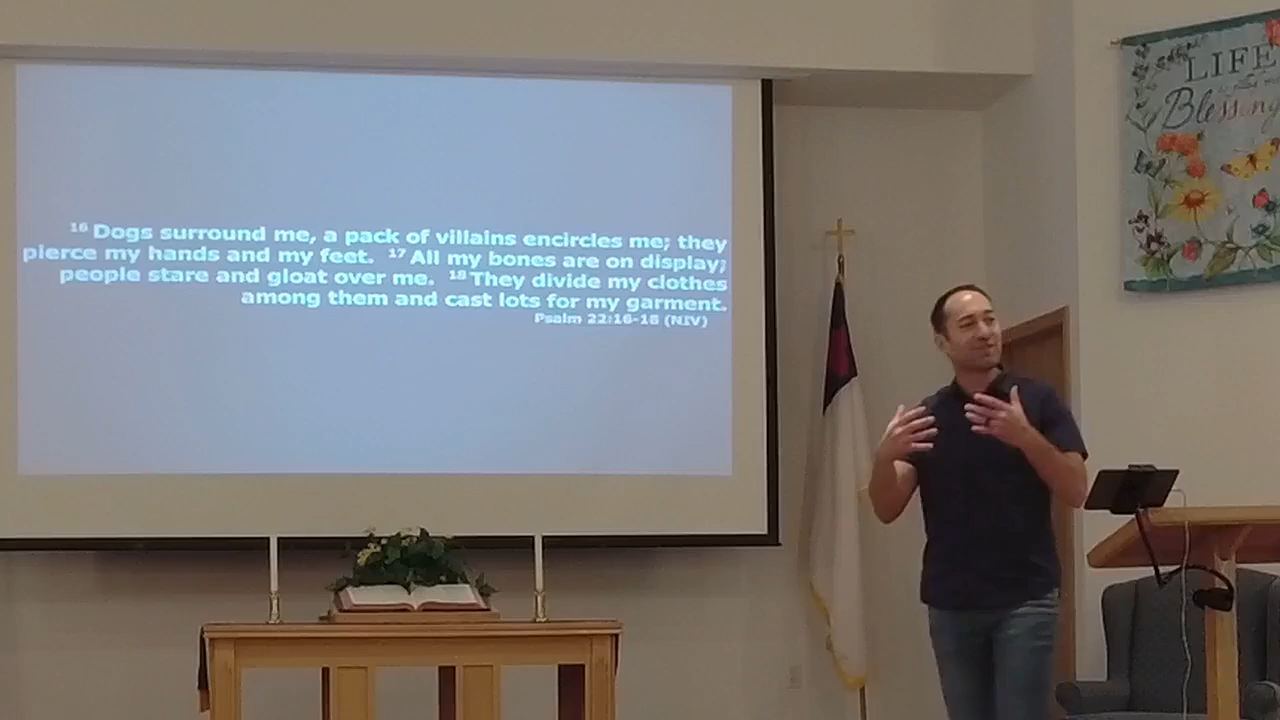 16 Dogs surround me, a pack of villains encircles me; they
pierce my hands and my feet. 17 All my bones are on display;
people stare and gloat over me. 18 They divide my clothes
among them and cast lots for my garment.
Psalm 22:16-18 (NIV)
LIFE
Blessing